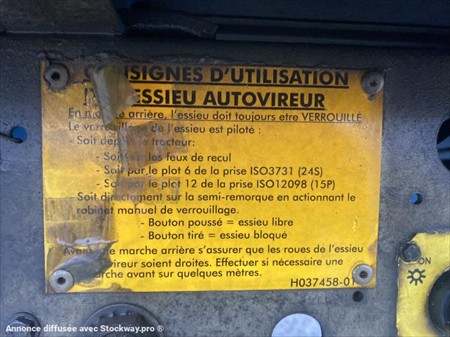 CONSIGNES D'UTILISATION
ESSIEU AUTOVIREUR
En marche arrière, l'essieu doit toujours etre VERROUILLÉ
Le verrouillage de l'essieu est piloté :
- Soit depuis le tracteur:
- Soit par les feux de recul
- Soit par le plot 6 de la prise ISO3731 (24S)
- Soit par le plot 12 de la prise ISO12098 (15P)
- Soit directement sur la semi-remorque en actionnant le
robinet manuel de verrouillage.
- Bouton poussé = essieu libre
- Bouton tiré = essieu bloqué
Avant une marche arrière s'assurer que les roues de l'essieu
autovireur soient droites. Effectuer si nécessaire une
marche avant sur quelques mètres.
H037458-01
Annonce diffusée avec Stockway.pro ®